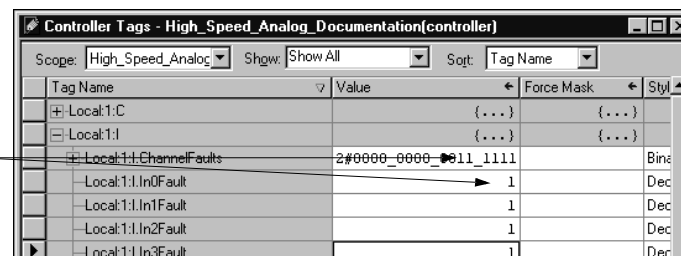 Controller Tags - High_Speed_Analog_Documentation(controller)
Scope: High_Speed_Analog Show: Show All Sort: Tag Name
Tag Name Value Force Mask Styl
Local:1:C {...} {...}
Local:1:I {...} {...}
Local:1:I.ChannelFaults 2#0000_0000_0011_1111 Bina
Local:1:I.In0Fault 1 Dec
Local:1:I.In1Fault 1 Dec
Local:1:I.In2Fault 1 Dec
Local:1:I.In3Fault 1 Dec